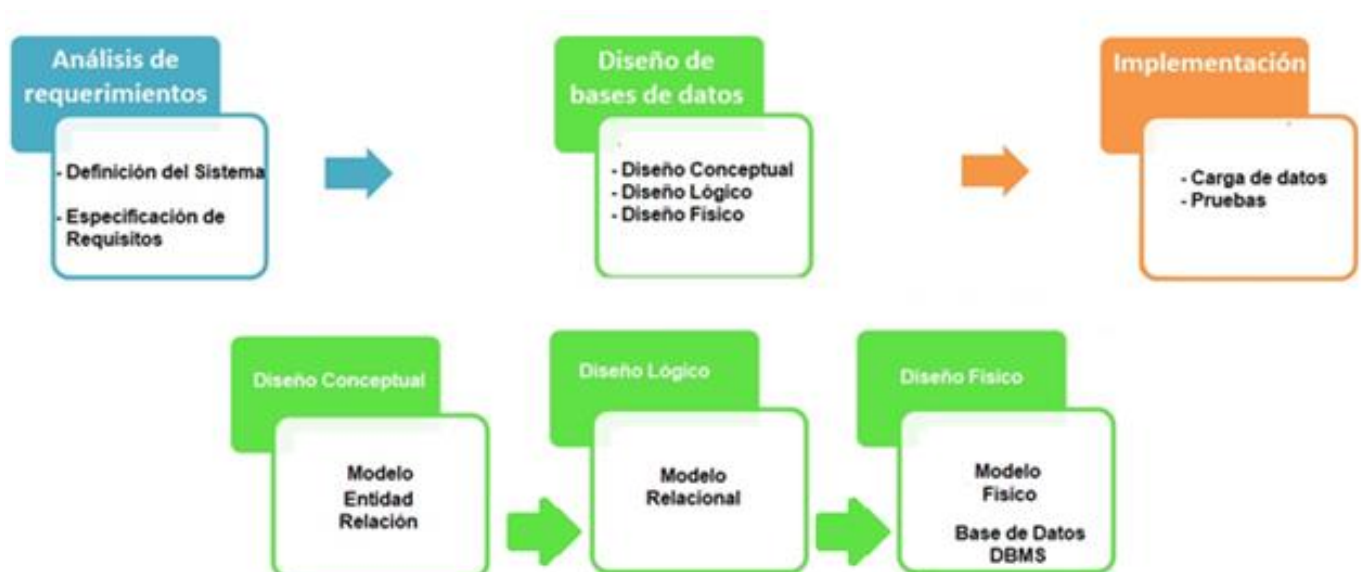 Análisis de
requerimientos
- Definición del Sistema
- Especificación de
Requisitos
Diseño de
bases de datos
- Diseño Conceptual
- Diseño Lógico
- Diseño Físico
Implementación
- Carga de datos
- Pruebas
Diseño Conceptual
Modelo
Entidad
Relación
Diseño Lógico
Modelo
Relacional
Diseño Físico
Modelo
Físico
Base de Datos
DBMS